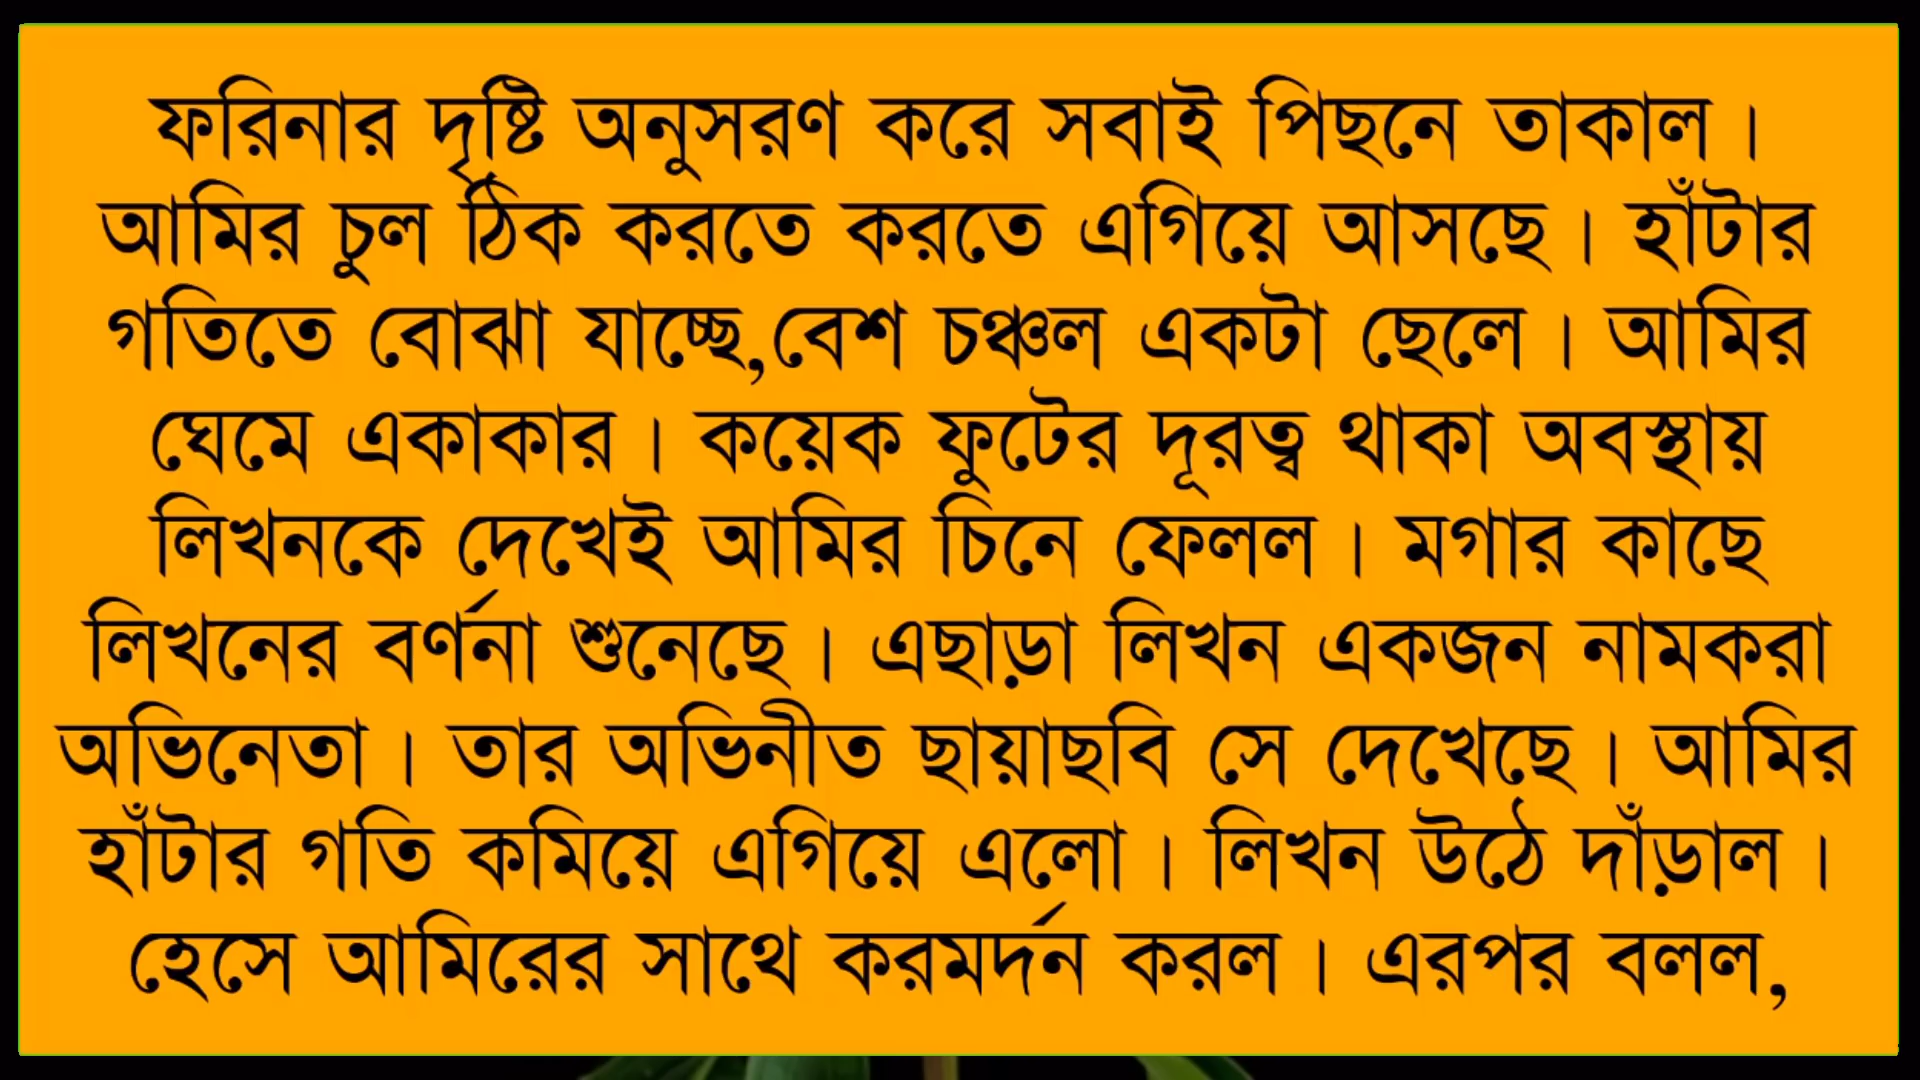 ফরিনার দৃষ্টি অনুসরণ করে সবাই পিছনে তাকাল।
আমির চুল ঠিক করতে করতে এগিয়ে আসছে। হাঁটার
গতিতে বোঝা যাচ্ছে,বেশ চঞ্চল একটা ছেলে। আমির
ঘেমে একাকার। কয়েক ফুটের দূরত্ব থাকা অবস্থায়
লিখনকে দেখেই আমির চিনে ফেলল। মগার কাছে
লিখনের বর্ণনা শুনেছে। এছাড়া লিখন একজন নামকরা
অভিনেতা। তার অভিনীত ছায়াছবি সে দেখেছে। আমির
হাঁটার গতি কমিয়ে এগিয়ে এলো। লিখন উঠে দাঁড়াল।
হেসে আমিরের সাথে করমর্দন করল। এরপর বলল,